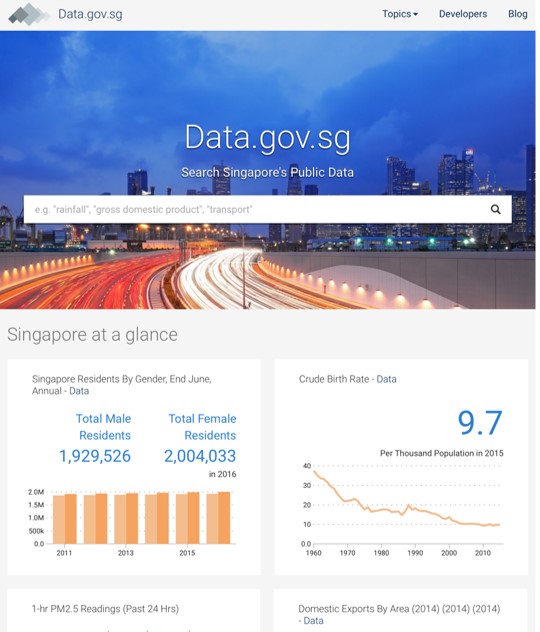 Data.gov.sg
Topics
Developers
Blog
Data.gov.sg
Search Singapore's Public Data
e.g. "rainfall", "gross domestic product", "transport"
Singapore at a glance
Singapore Residents By Gender, End June,
Annual - Data
Total Male
Residents
1,929,526
Total Female
Residents
2,004,033
in 2016
2.0M
1.5M
1.0M
500k
0.0
2011
2013
2015
Crude Birth Rate - Data
9.7
Per Thousand Population in 2015
40
30
20
10
0.0
1960
1970
1980
1990
2000
2010
1-hr PM2.5 Readings (Past 24 Hrs)
Domestic Exports By Area (2014) (2014) (2014)
- Data